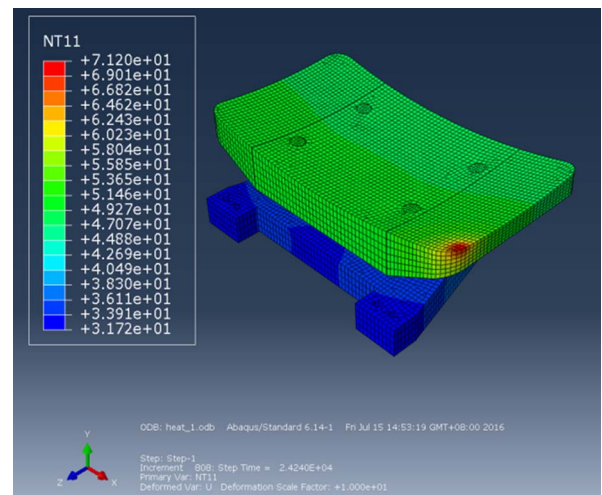 NT11
+7.120e+01
+6.901e+01
+6.682e+01
+6.462e+01
+6.243e+01
+6.023e+01
+5.804e+01
+5.585e+01
+5.365e+01
+5.146e+01
+4.927e+01
+4.707e+01
+4.488e+01
+4.269e+01
+4.049e+01
+3.830e+01
+3.611e+01
+3.391e+01
+3.172e+01
ODB: heat_1.odb Abaqus/Standard 6.14-1 Fri Jul 15 14:53:19 GMT+08:00 2016
Y
Z X
Step: Step-1
Increment 808: Step Time = 2.4240E+04
Primary Var: NT11
Deformed Var: U Deformation Scale Factor: +1.000e+01